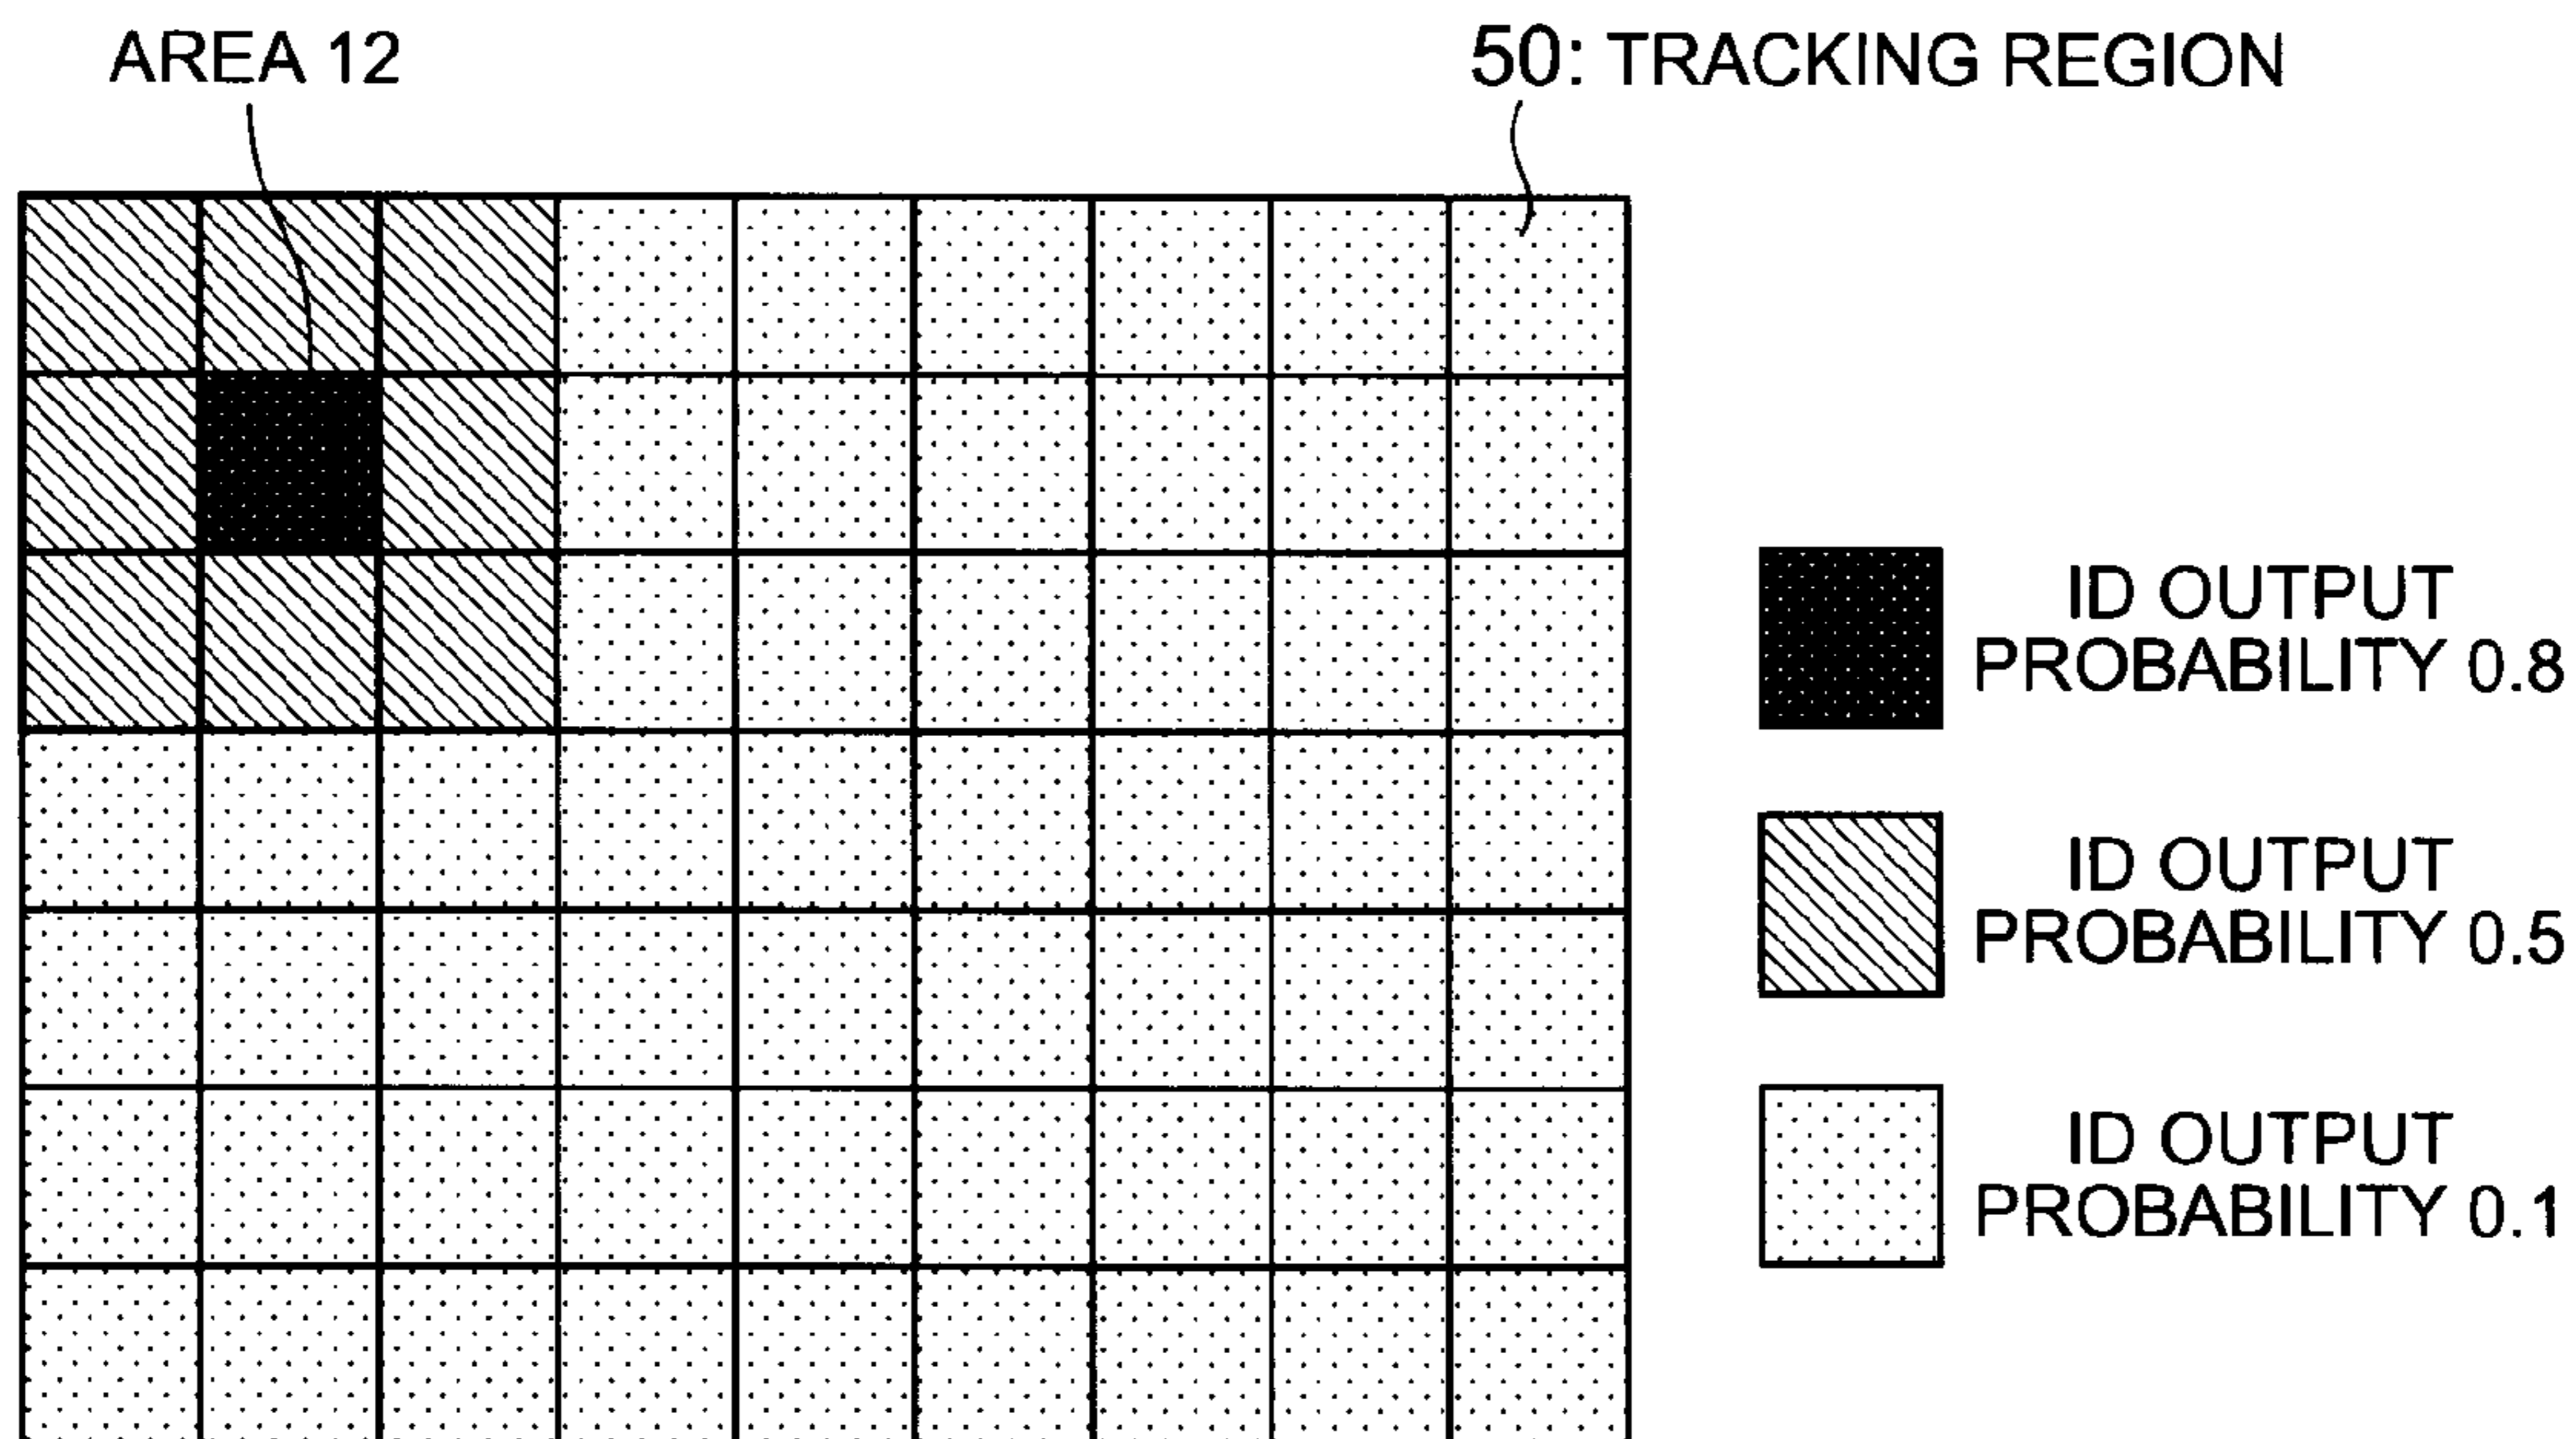 AREA 12
50: TRACKING REGION
ID OUTPUT
PROBABILITY 0.8
ID OUTPUT
PROBABILITY 0.5
ID OUTPUT
PROBABILITY 0.1